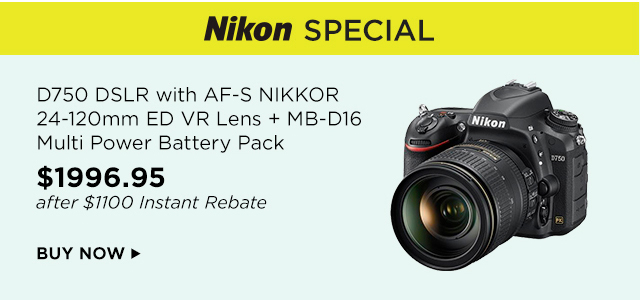 Nikon SPECIAL
D750 DSLR with AF-S NIKKOR
24-120mm ED VR Lens + MB-D16
Multi Power Battery Pack
$1996.95
after $1100 Instant Rebate
BUY NOW ▶
Nikon
D750
FX